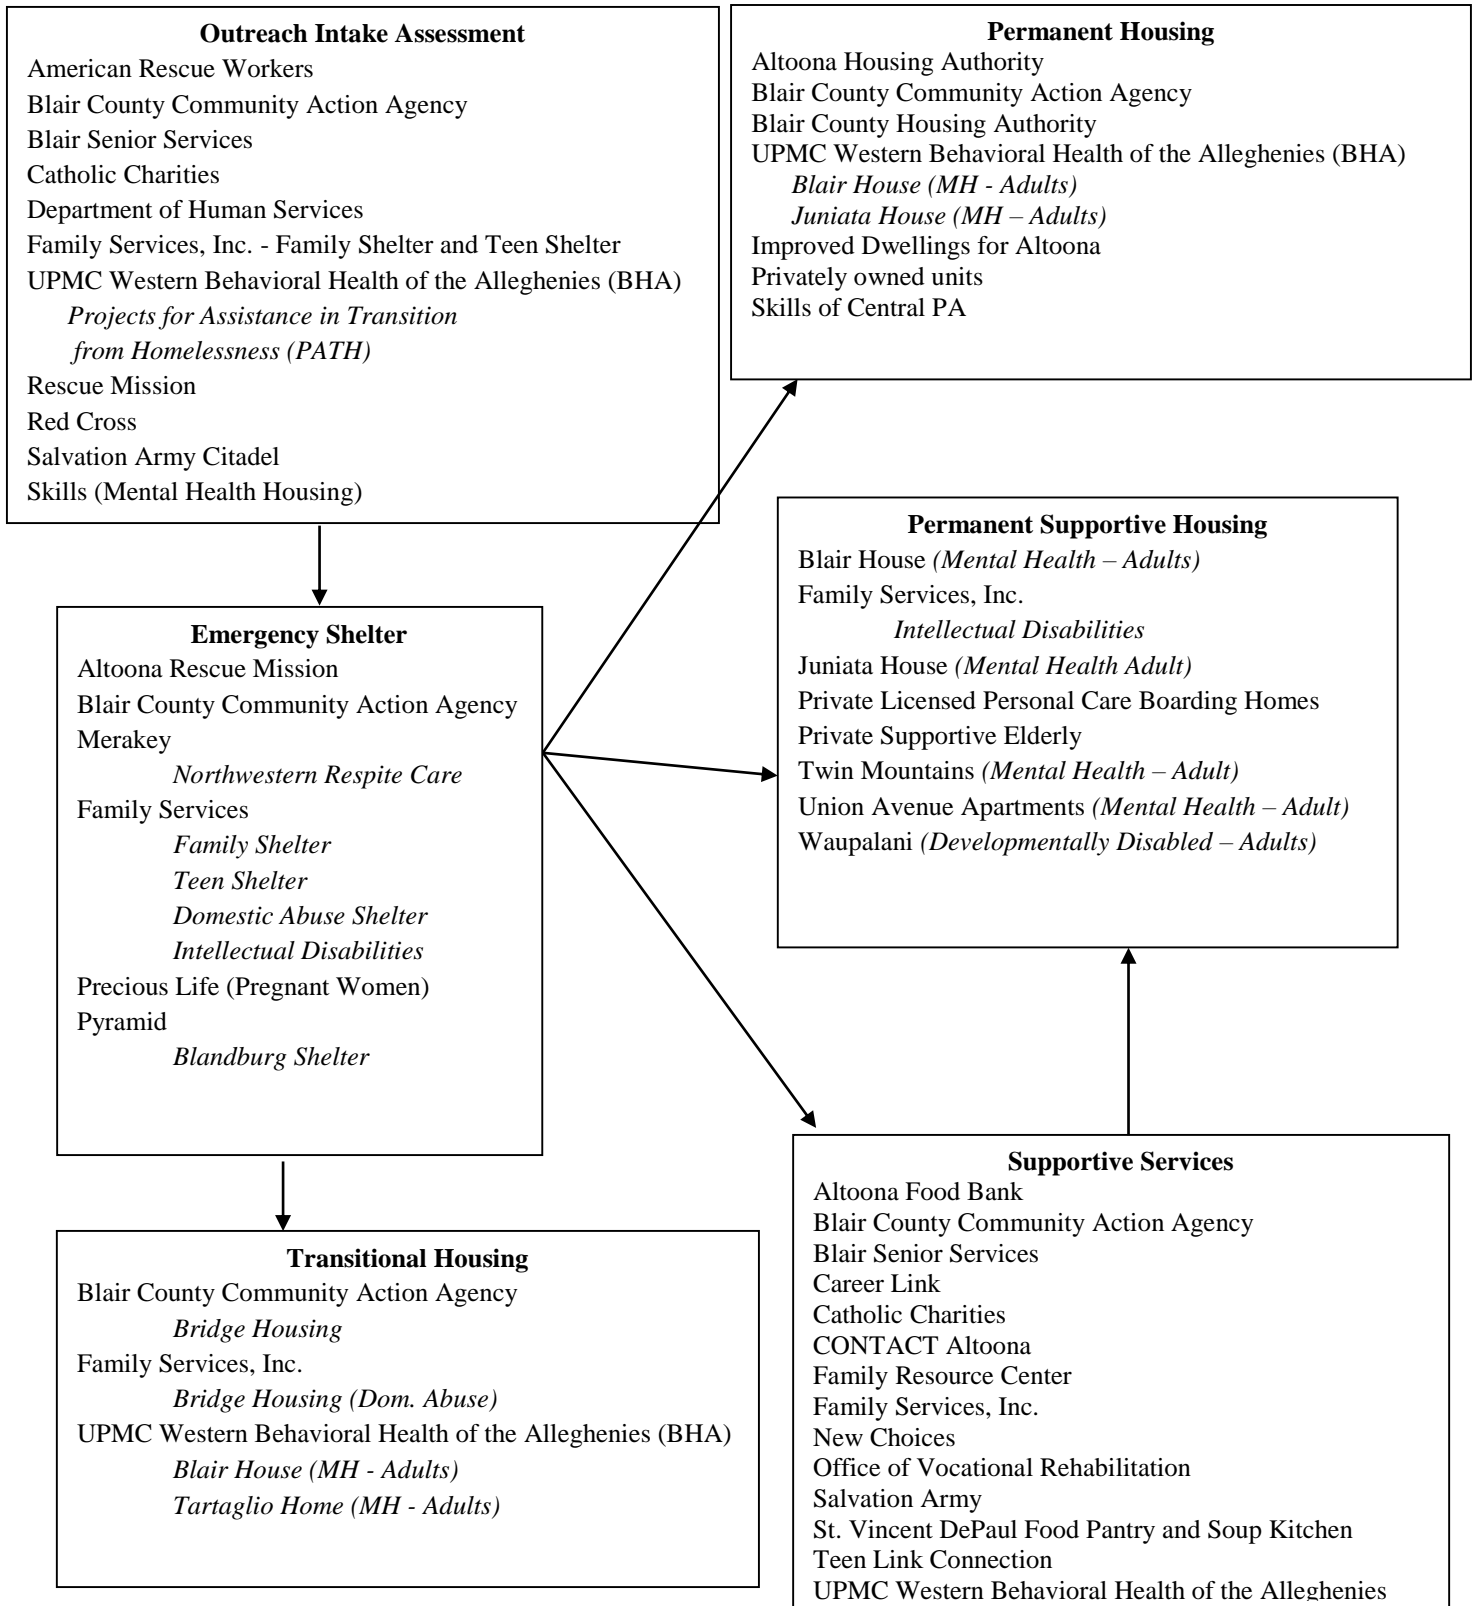 Outreach Intake Assessment
American Rescue Workers
Blair County Community Action Agency
Blair Senior Services
Catholic Charities
Department of Human Services
Family Services, Inc. - Family Shelter and Teen Shelter
UPMC Western Behavioral Health of the Alleghenies (BHA)
Projects for Assistance in Transition
from Homelessness (PATH)
Rescue Mission
Red Cross
Salvation Army Citadel
Skills (Mental Health Housing)
Permanent Housing
Altoona Housing Authority
Blair County Community Action Agency
Blair County Housing Authority
UPMC Western Behavioral Health of the Alleghenies (BHA)
Blair House (MH - Adults)
Juniata House (MH – Adults)
Improved Dwellings for Altoona
Privately owned units
Skills of Central PA
Emergency Shelter
Altoona Rescue Mission
Blair County Community Action Agency
Merakey
Northwestern Respite Care
Family Services
Family Shelter
Teen Shelter
Domestic Abuse Shelter
Intellectual Disabilities
Precious Life (Pregnant Women)
Pyramid
Blandburg Shelter
Permanent Supportive Housing
Blair House (Mental Health – Adults)
Family Services, Inc.
Intellectual Disabilities
Juniata House (Mental Health Adult)
Private Licensed Personal Care Boarding Homes
Private Supportive Elderly
Twin Mountains (Mental Health – Adult)
Union Avenue Apartments (Mental Health – Adult)
Waupalani (Developmentally Disabled – Adults)
Transitional Housing
Blair County Community Action Agency
Bridge Housing
Family Services, Inc.
Bridge Housing (Dom. Abuse)
UPMC Western Behavioral Health of the Alleghenies (BHA)
Blair House (MH - Adults)
Tartaglio Home (MH - Adults)
Supportive Services
Altoona Food Bank
Blair County Community Action Agency
Blair Senior Services
Career Link
Catholic Charities
CONTACT Altoona
Family Resource Center
Family Services, Inc.
New Choices
Office of Vocational Rehabilitation
Salvation Army
St. Vincent DePaul Food Pantry and Soup Kitchen
Teen Link Connection
UPMC Western Behavioral Health of the Alleghenies